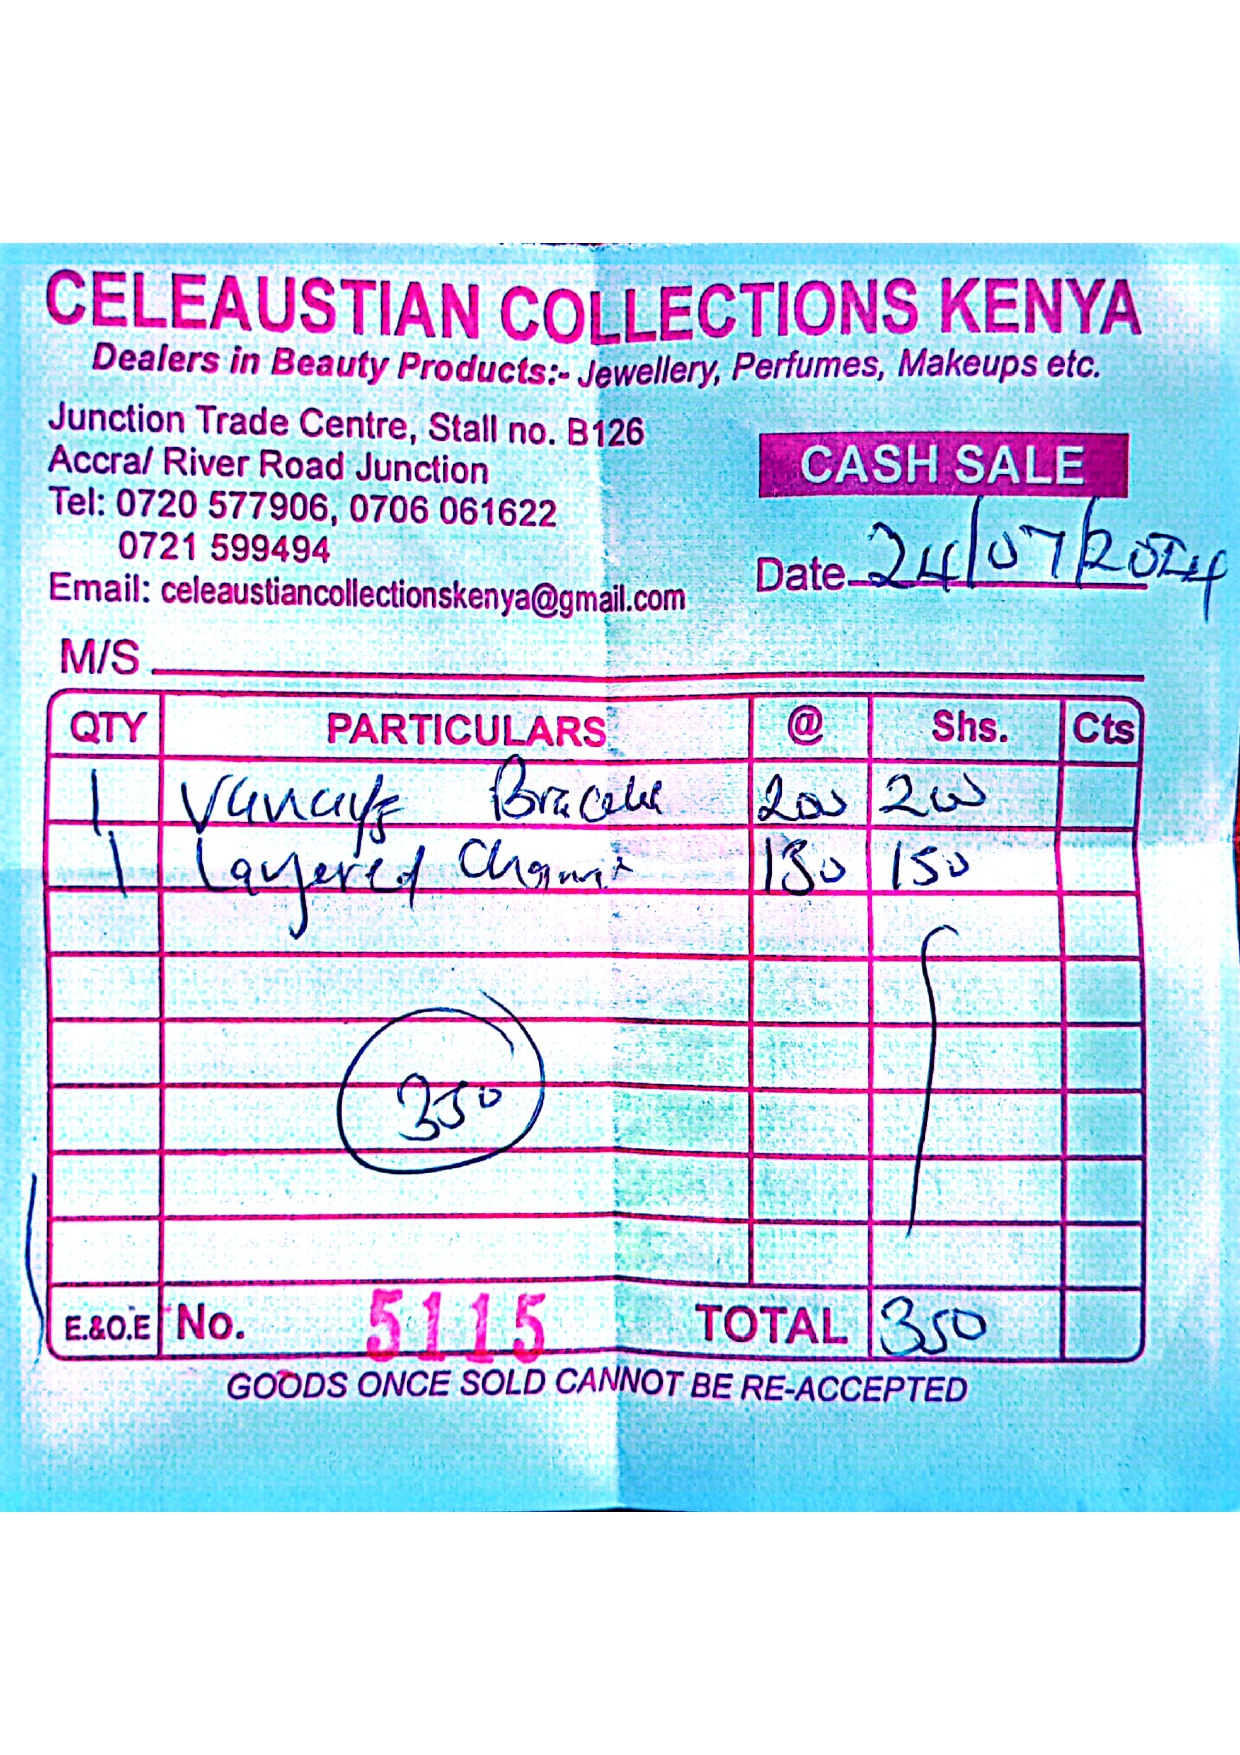 CELEAUSTIAN COLLECTIONS KENYA
Dealers in Beauty Products:- Jewellery, Perfumes, Makeups etc.
Junction Trade Centre, Stall no. B126
Accra/ River Road Junction
Tel: 0720 577906, 0706 061622
0721 599494
Email: celeaustiancollectionskenya@gmail.com
CASH SALE
Date 24/07/2024
M/S
QTY PARTICULARS @ Shs. Cts
1 200 200
1 Layered 150 150
350
E.&O.E No. 5115 TOTAL 350
GOODS ONCE SOLD CANNOT BE RE-ACCEPTED